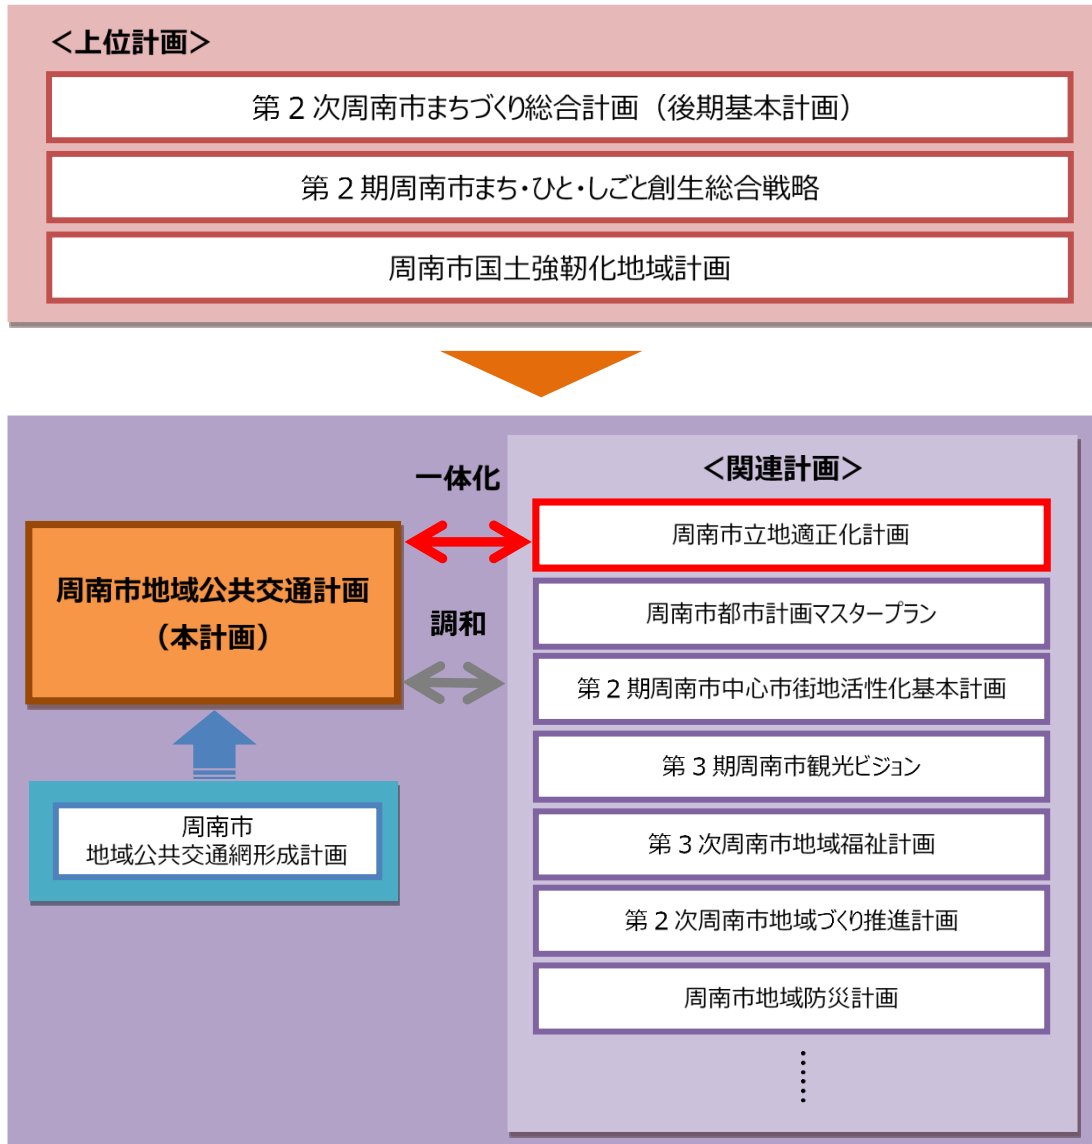 ＜上位計画＞
第２次周南市まちづくり総合計画（後期基本計画）
第２期周南市まち・ひと・しごと創生総合戦略
周南市国土強靭化地域計画
一体化
調和
周南市地域公共交通計画
（本計画）
周南市
地域公共交通網形成計画
＜関連計画＞
周南市立地適正化計画
周南市都市計画マスタープラン
第２期周南市中心市街地活性化基本計画
第３期周南市観光ビジョン
第３次周南市地域福祉計画
第２次周南市地域づくり推進計画
周南市地域防災計画
……